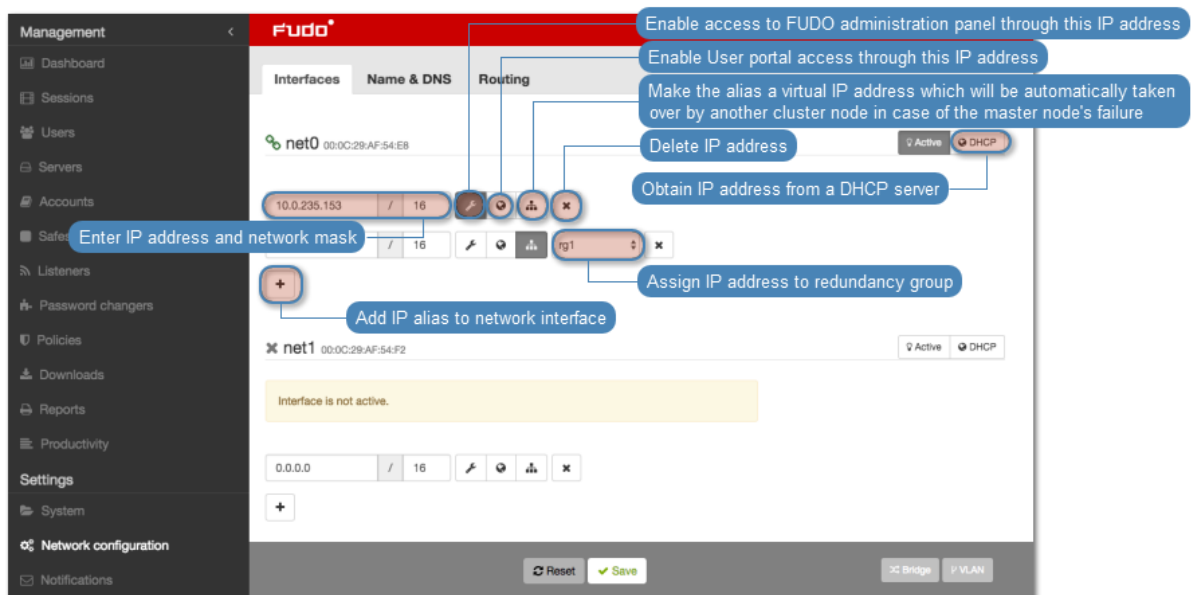 Management
Dashboard
Sessions
Users
Servers
Accounts
Safes
Listeners
Password changers
Policies
Downloads
Reports
Productivity
Settings
System
Network configuration
Notifications
FUDO
Enable access to FUDO administration panel through this IP address
Interfaces Name & DNS Routing
Enable User portal access through this IP address
Make the alias a virtual IP address which will be automatically taken
over by another cluster node in case of the master node's failure
net0 00:0C:29:AF:54:E8
Delete IP address
Active DHCP
Obtain IP address from a DHCP server
10.0.235.153 / 16
Enter IP address and network mask
/ 16 rg1
Assign IP address to redundancy group
+
Add IP alias to network interface
net1 00:0C:29:AF:54:F2
Active DHCP
Interface is not active.
0.0.0.0 / 16
+
Reset Save
Bridge VLAN